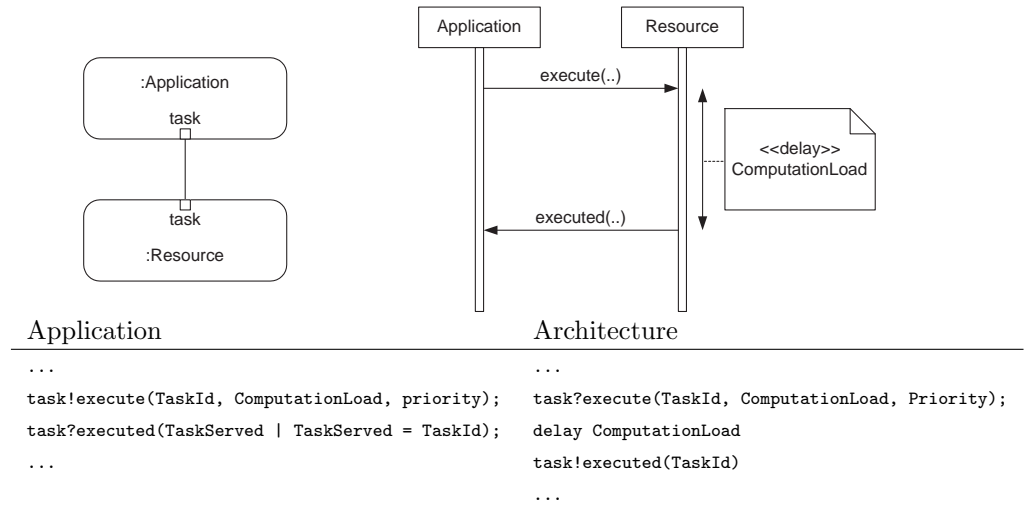 :Application
task
task
:Resource
Application
Resource
execute(..)
executed(..)
<<delay>>
ComputationLoad
Application
...
task!execute(TaskId, ComputationLoad, priority);
task?executed(TaskServed | TaskServed = TaskId);
...
Architecture
...
task?execute(TaskId, ComputationLoad, Priority);
delay ComputationLoad
task!executed(TaskId)
...